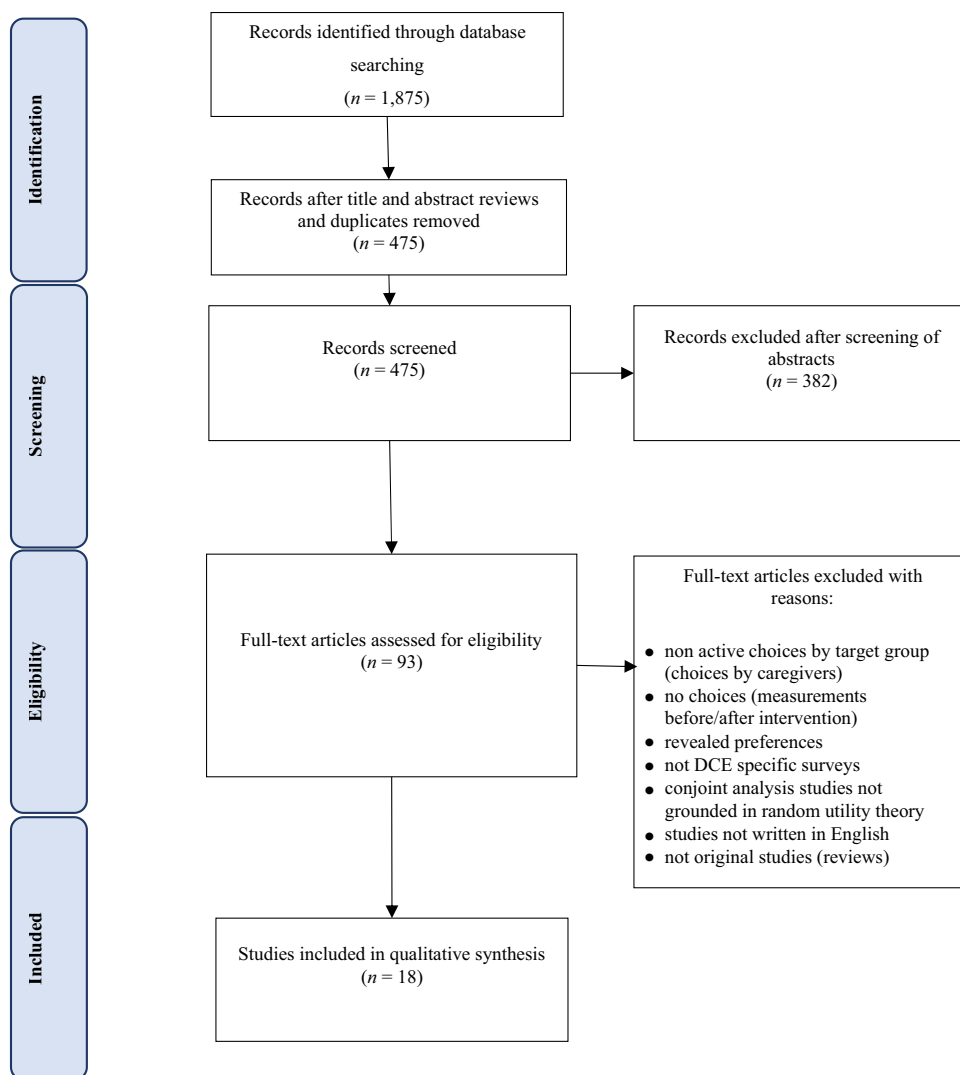 Identification
Records identified through database
searching
(n = 1,875)
Records after title and abstract reviews
and duplicates removed
(n = 475)
Screening
Records screened
(n = 475)
Records excluded after screening of
abstracts
(n = 382)
Eligibility
Full-text articles assessed for eligibility
(n = 93)
Full-text articles excluded with
reasons:
● non active choices by target group
(choices by caregivers)
● no choices (measurements
before/after intervention)
● revealed preferences
● not DCE specific surveys
● conjoint analysis studies not
grounded in random utility theory
● studies not written in English
● not original studies (reviews)
Included
Studies included in qualitative synthesis
(n = 18)